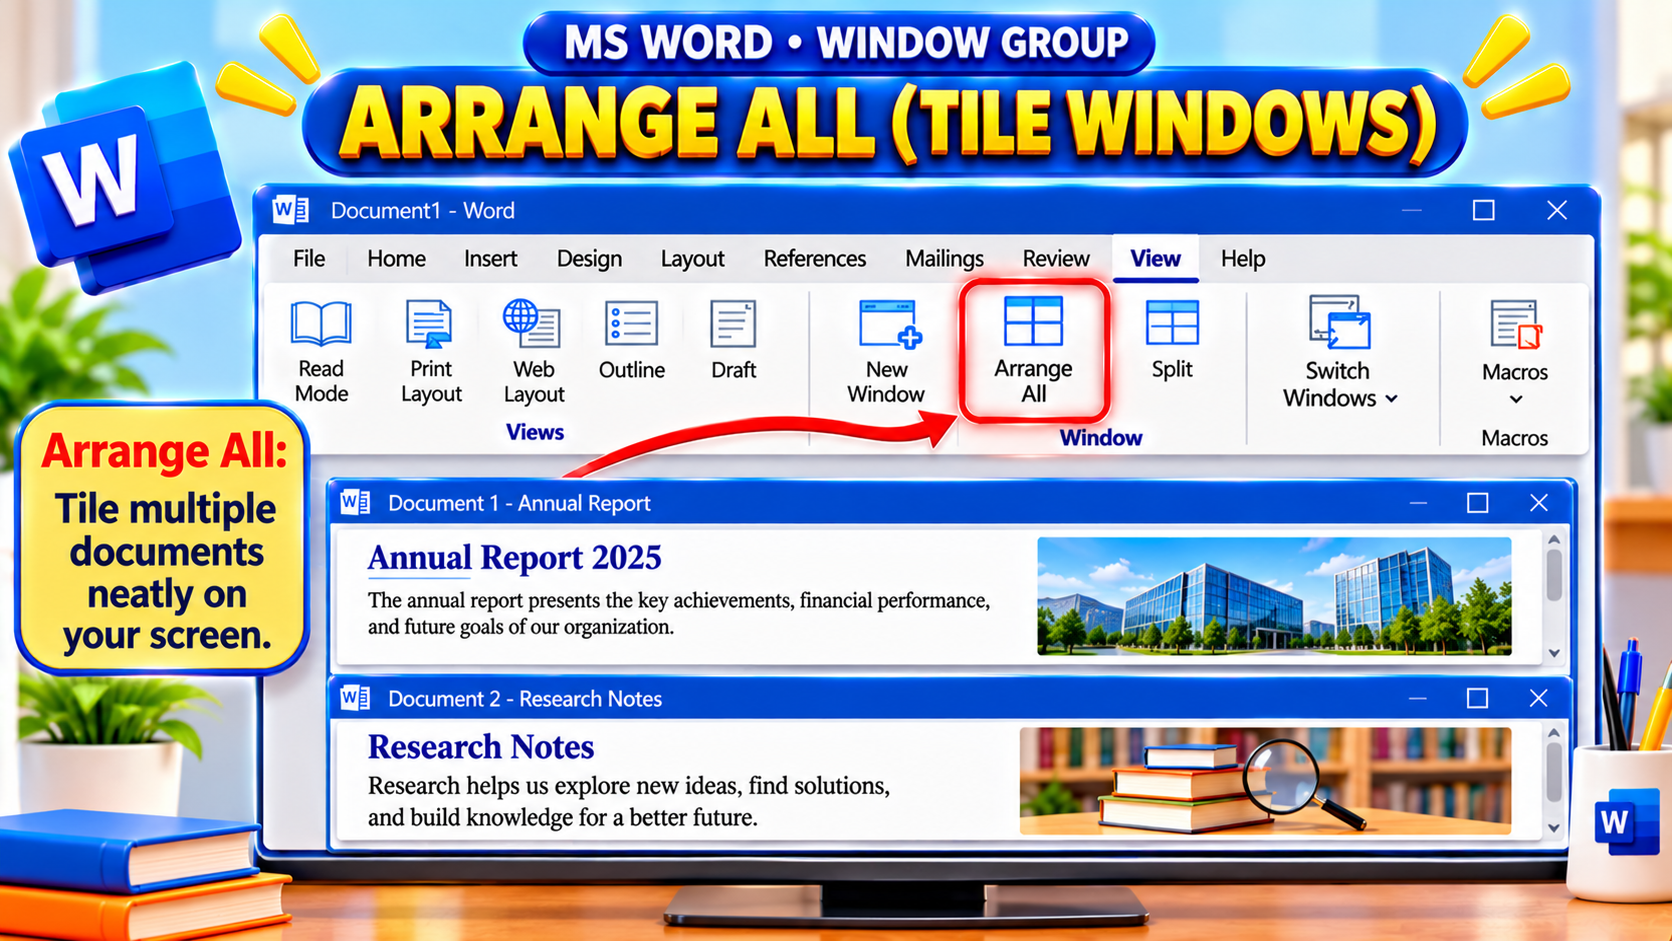 MS WORD • WINDOW GROUP
ARRANGE ALL (TILE WINDOWS)
W
W Document1 - Word
File Home Insert Design Layout References Mailings Review View Help
Read Mode
Print Layout
Web Layout
Outline
Draft
Views
New Window
Arrange All
Split
Window
Switch Windows
Macros
Macros
Arrange All:
Tile multiple
documents
neatly on
your screen.
W Document 1 - Annual Report
Annual Report 2025
The annual report presents the key achievements, financial performance,
and future goals of our organization.
W Document 2 - Research Notes
Research Notes
Research helps us explore new ideas, find solutions,
and build knowledge for a better future.
W